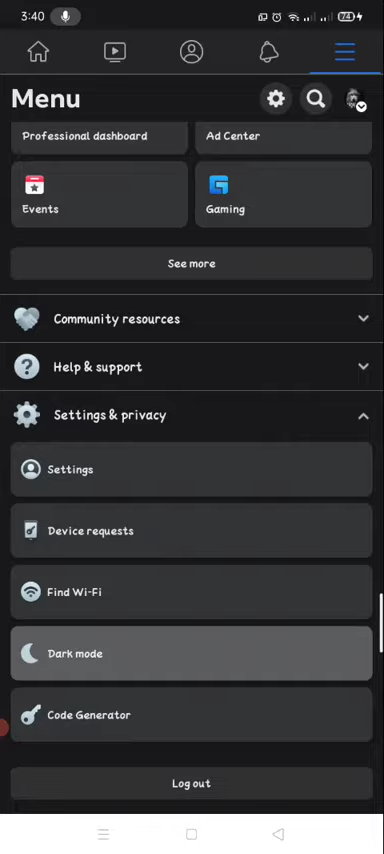 3:40
74
Menu
Professional dashboard
Ad Center
Events
Gaming
See more
Community resources
Help & support
Settings & privacy
Settings
Device requests
Find Wi-Fi
Dark mode
Code Generator
Log out